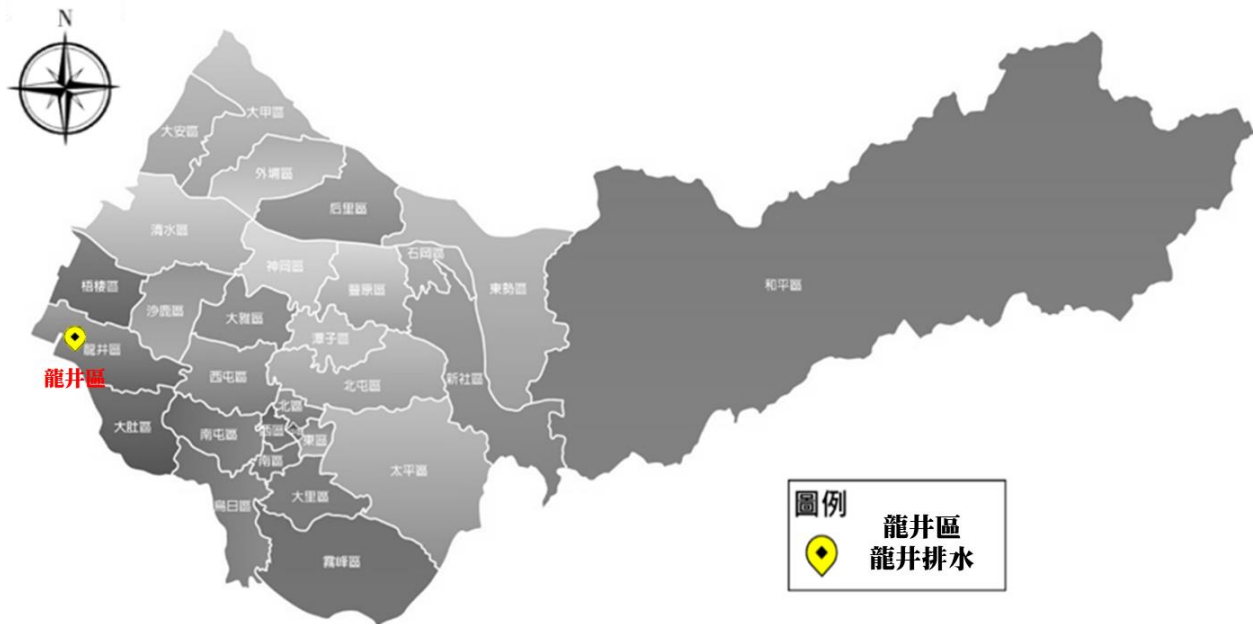 N
大甲區
大安區
外埔區
后里區
清水區
石岡區
神岡區
東勢區
梧棲區
豐原區
和平區
沙鹿區
大雅區
潭子區
龍井區
龍井區
西屯區
新社區
北屯區
北區
大肚區
南屯區
西區
東區
南區
太平區
大里區
烏日區
霧峰區
圖例
龍井區
龍井排水